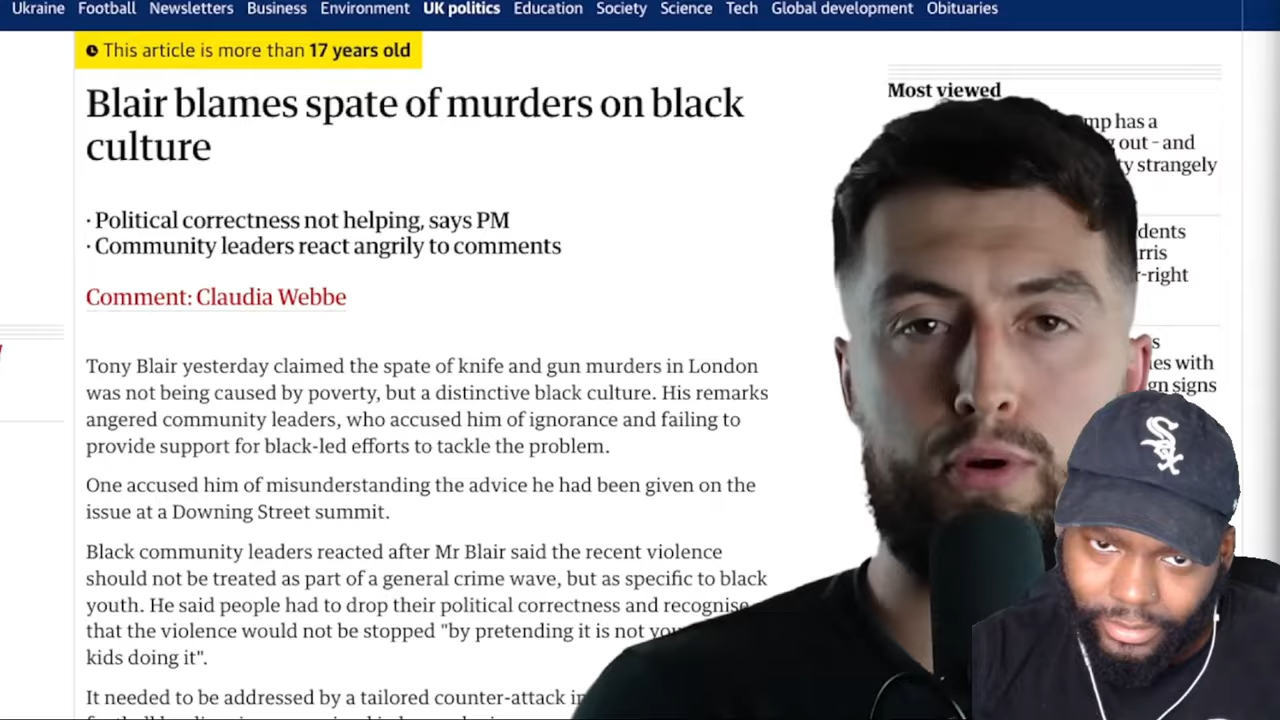 Ukraine Football Newsletters Business Environment UK politics Education Society Science Tech Global development Obituaries
This article is more than 17 years old
Blair blames spate of murders on black
culture
· Political correctness not helping, says PM
· Community leaders react angrily to comments
Comment: Claudia Webbe
Tony Blair yesterday claimed the spate of knife and gun murders in London
was not being caused by poverty, but a distinctive black culture. His remarks
angered community leaders, who accused him of ignorance and failing to
provide support for black-led efforts to tackle the problem.
One accused him of misunderstanding the advice he had been given on the
issue at a Downing Street summit.
Black community leaders reacted after Mr Blair said the recent violence
should not be treated as part of a general crime wave, but as specific to black
youth. He said people had to drop their political correctness and recognise
that the violence would not be stopped "by pretending it is not
kids doing it".
It needed to be addressed by a tailored counter-attack
Most viewed
has a
out – and
strangely
with
signs
Sox